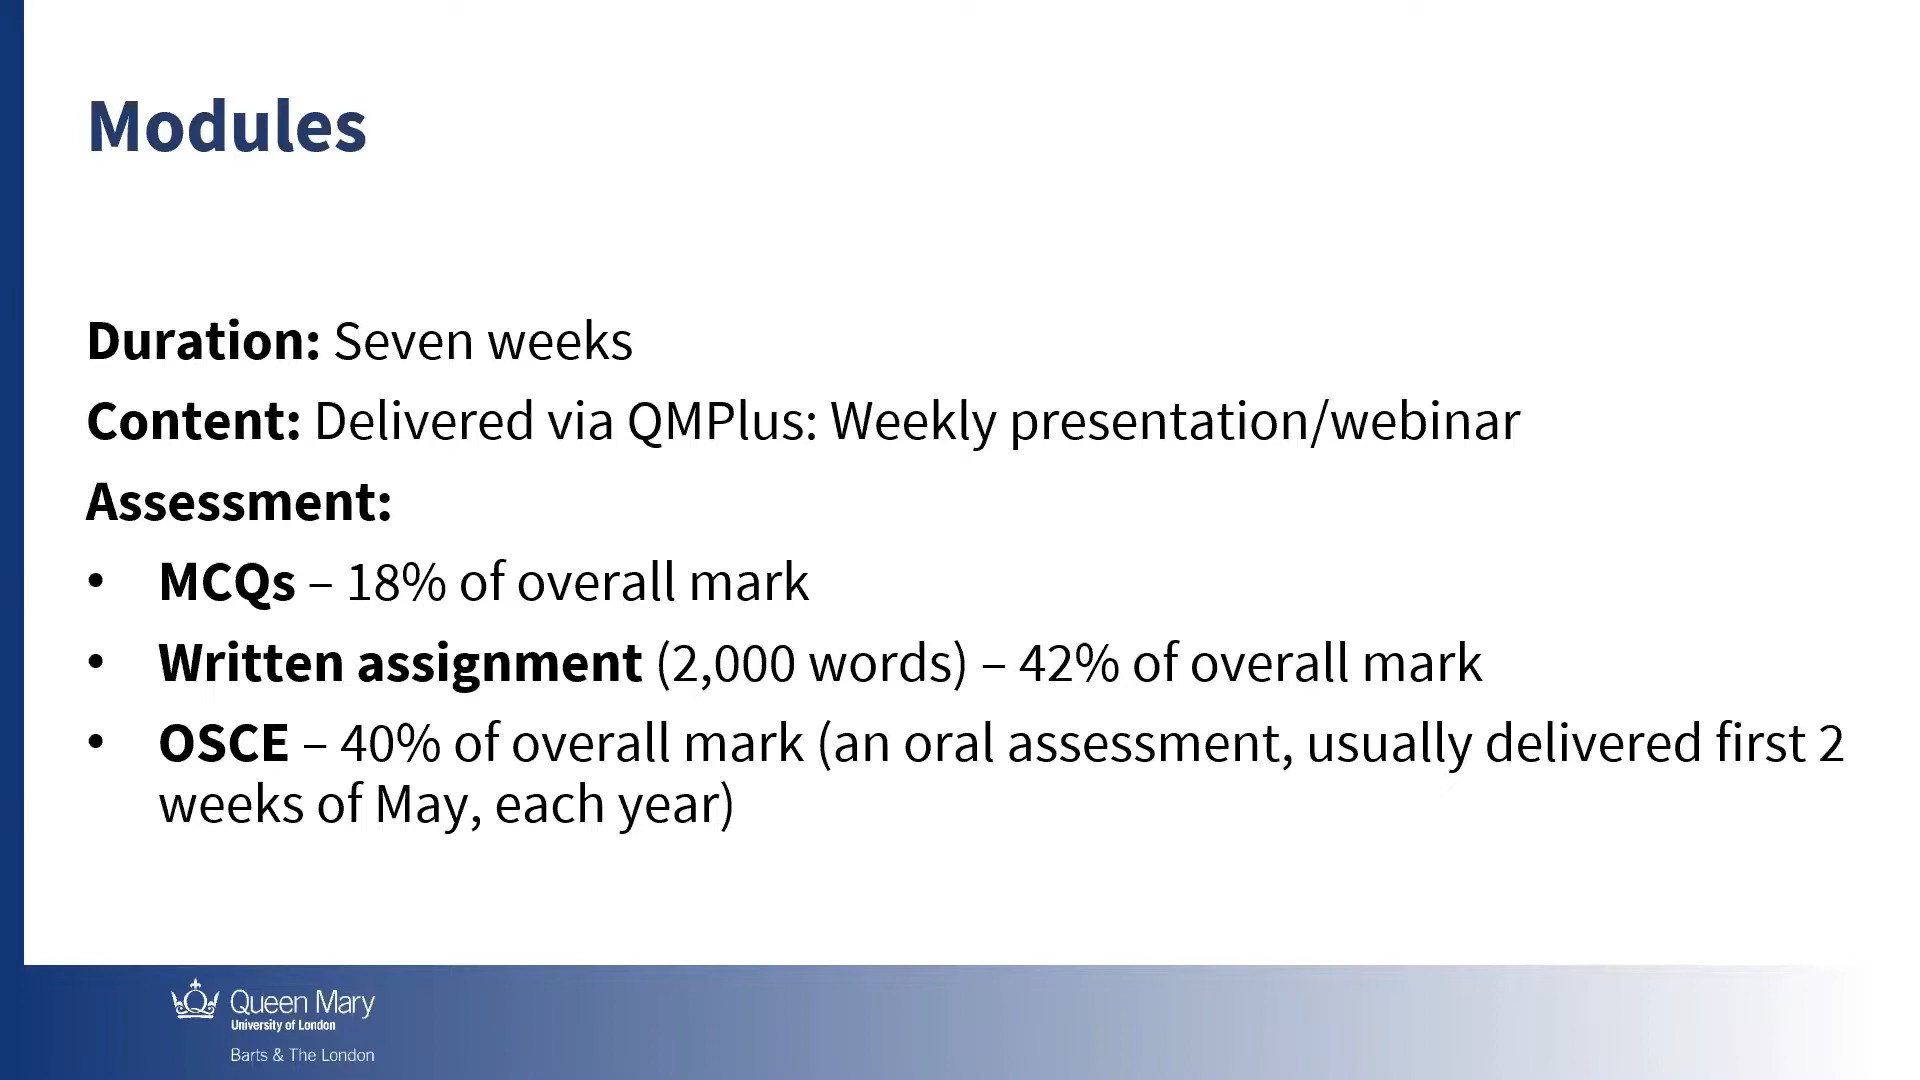 Modules
Duration: Seven weeks
Content: Delivered via QMPlus: Weekly presentation/webinar
Assessment:
• MCQs – 18% of overall mark
• Written assignment (2,000 words) – 42% of overall mark
• OSCE – 40% of overall mark (an oral assessment, usually delivered first 2
weeks of May, each year)
Queen Mary
University of London
Barts & The London